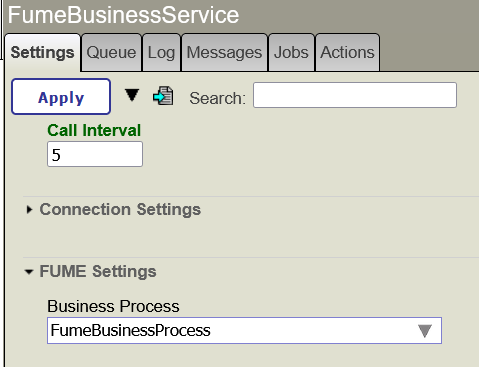 FumeBusinessService
Settings Queue Log Messages Jobs Actions
Apply Search:
Call Interval
5
Connection Settings
FUME Settings
Business Process
FumeBusinessProcess